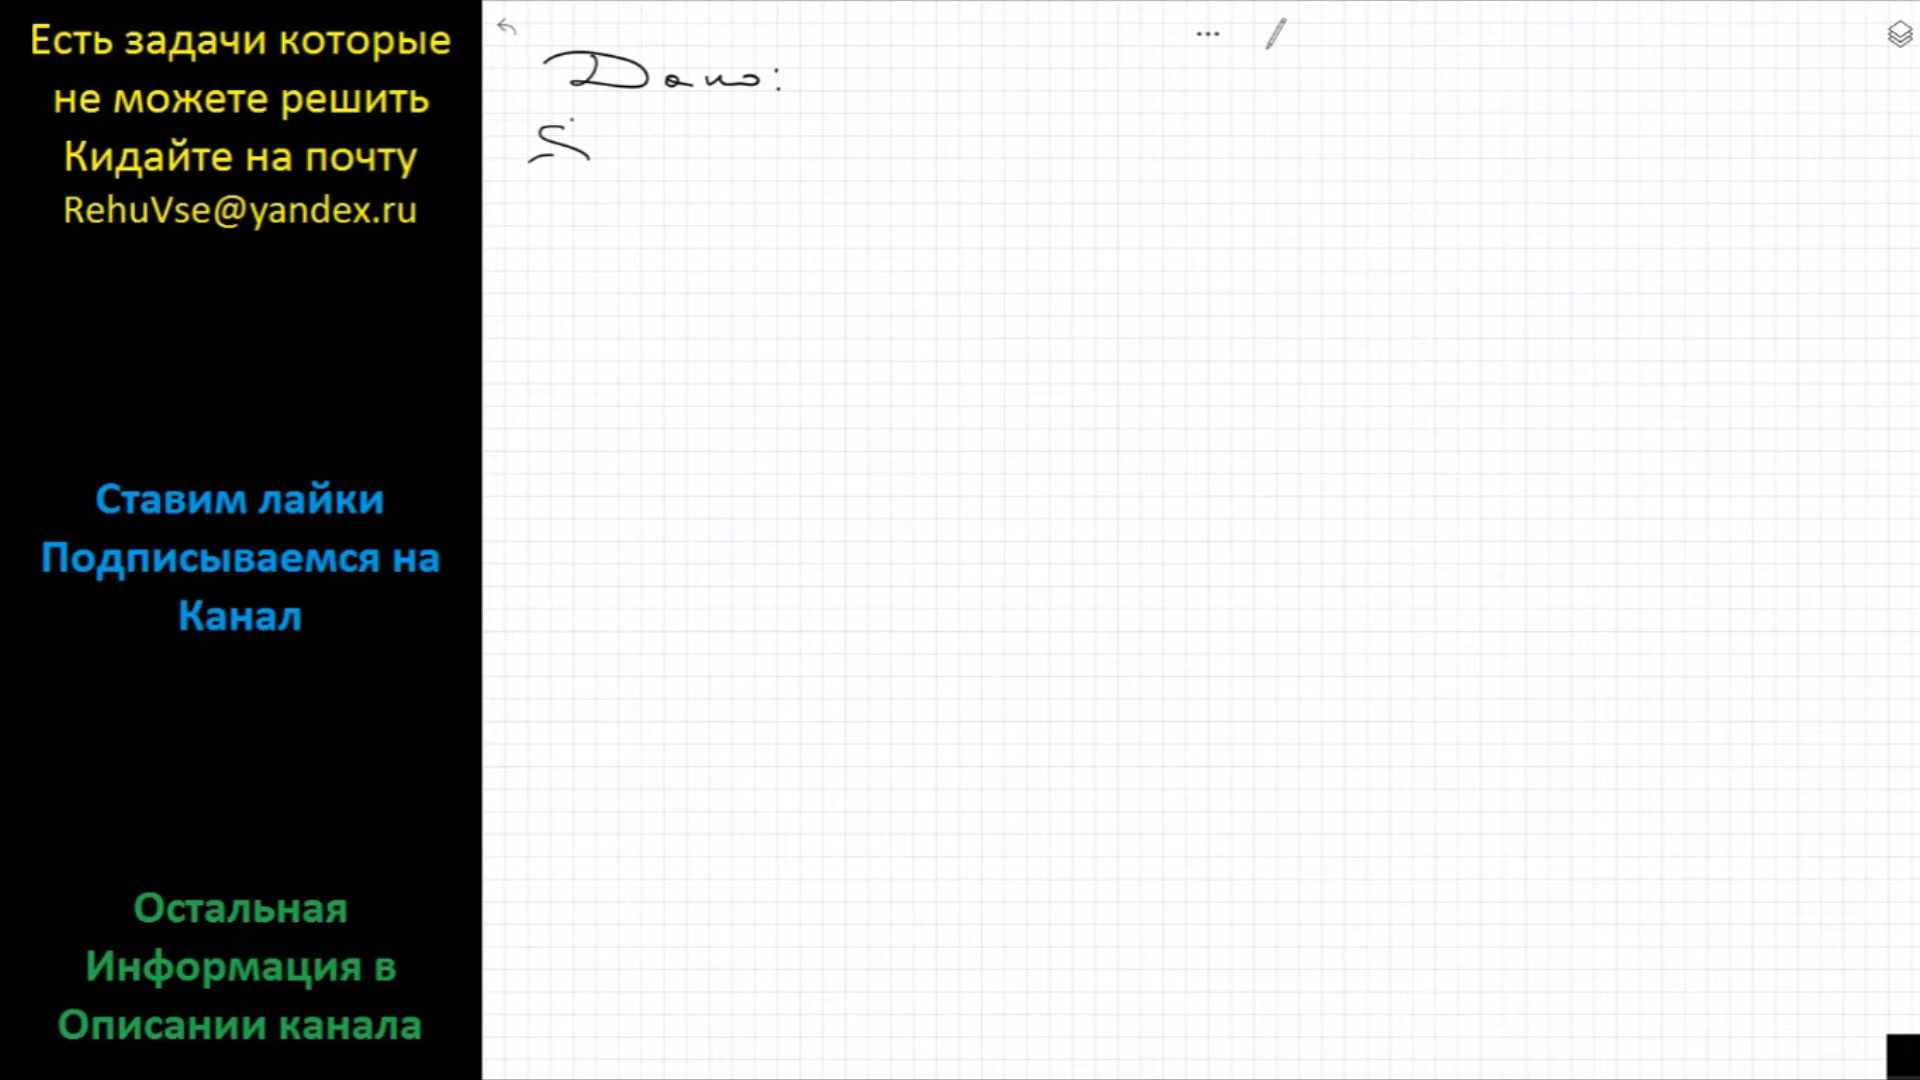 Есть задачи которые
не можете решить
Кидайте на почту
RehuVse@yandex.ru
Ставим лайки
Подписываемся на
Канал
Остальная
Информация в
Описании канала
Дано: